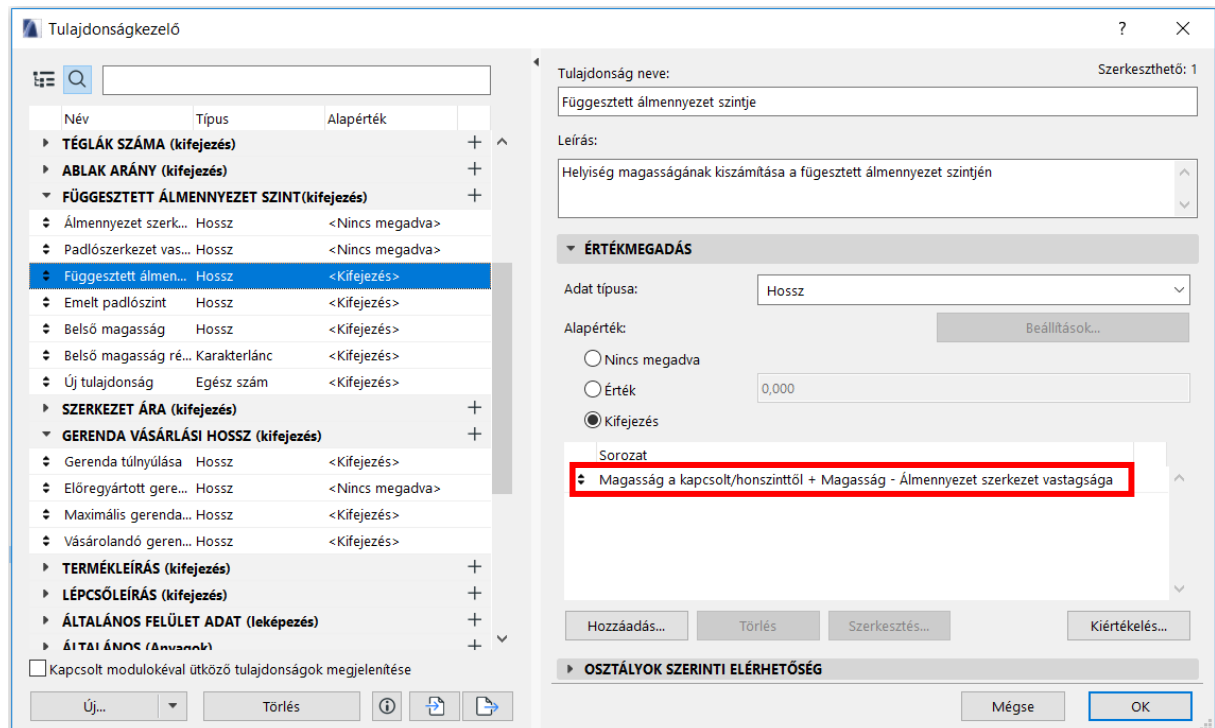 Tulajdonságkezelő
?
Név Típus Alapérték
TÉGLÁK SZÁMA (kifejezés)
ABLAK ARÁNY (kifejezés)
FÜGGESZTETT ÁLMENNYEZET SZINT(kifejezés)
Álmennyezet szerk... Hossz <Nincs megadva>
Padlószerkezet vas... Hossz <Nincs megadva>
Függesztett álmen... Hossz <Kifejezés>
Emelt padlószint Hossz <Kifejezés>
Belső magasság Hossz <Kifejezés>
Belső magasság ré... Karakterlánc <Kifejezés>
Új tulajdonság Egész szám <Kifejezés>
SZERKEZET ÁRA (kifejezés)
GERENDA VÁSÁRLÁSI HOSSZ (kifejezés)
Gerenda túlnyúlása Hossz <Kifejezés>
Előregyártott gere... Hossz <Nincs megadva>
Maximális gerenda... Hossz <Kifejezés>
Vásárolandó geren... Hossz <Kifejezés>
TERMÉKLEÍRÁS (kifejezés)
LÉPCSŐLEÍRÁS (kifejezés)
ÁLTALÁNOS FELÜLET ADAT (leképezés)
ÁLTALÁNOS (Anyagok)
Kapcsolt modulokéval ütköző tulajdonságok megjelenítése
Új... Törlés
Tulajdonság neve: Szerkeszthető: 1
Függesztett álmennyezet szintje
Leírás:
Helyiség magasságának kiszámítása a fügesztett álmennyezet szintjén
ÉRTÉKMEGADÁS
Adat típusa: Hossz
Alapérték: Beállítások...
Nincs megadva
Érték 0,000
Kifejezés
Sorozat
Magasság a kapcsolt/honszinttől + Magasság - Álmennyezet szerkezet vastagsága
Hozzáadás... Törlés Szerkesztés... Kiértékelés...
OSZTÁLYOK SZERINTI ELÉRHETŐSÉG
Mégse OK